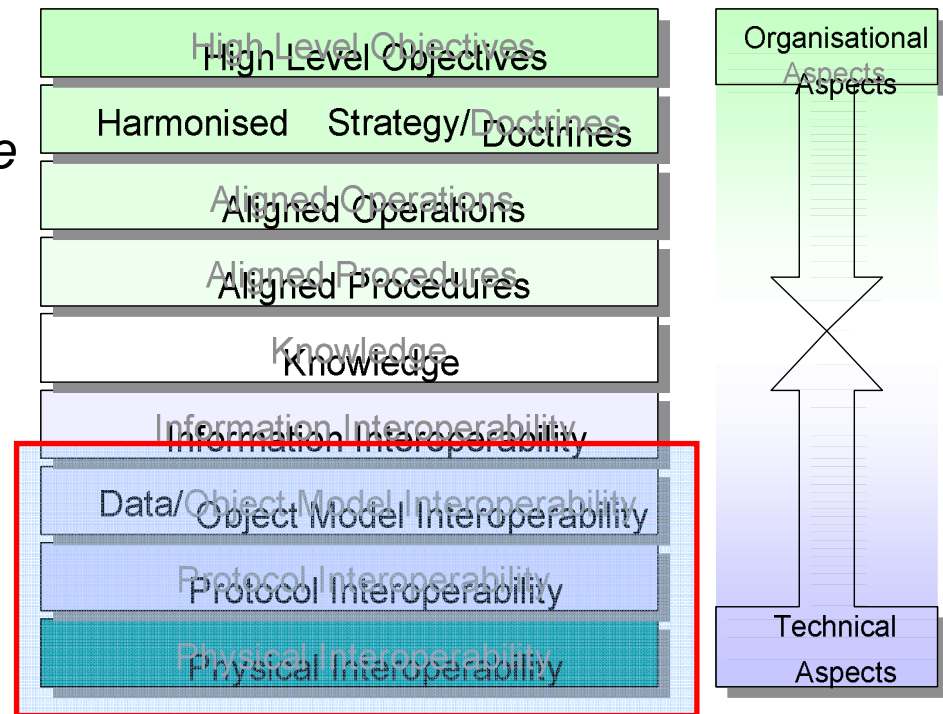 High Level Objectives
Harmonised Strategy/Doctrines
e
Aligned Operations
Aligned Procedures
Knowledge
Information Interoperability
Data/Object Model Interoperability
Protocol Interoperability
Physical Interoperability
Organisational
Aspects
Technical
Aspects